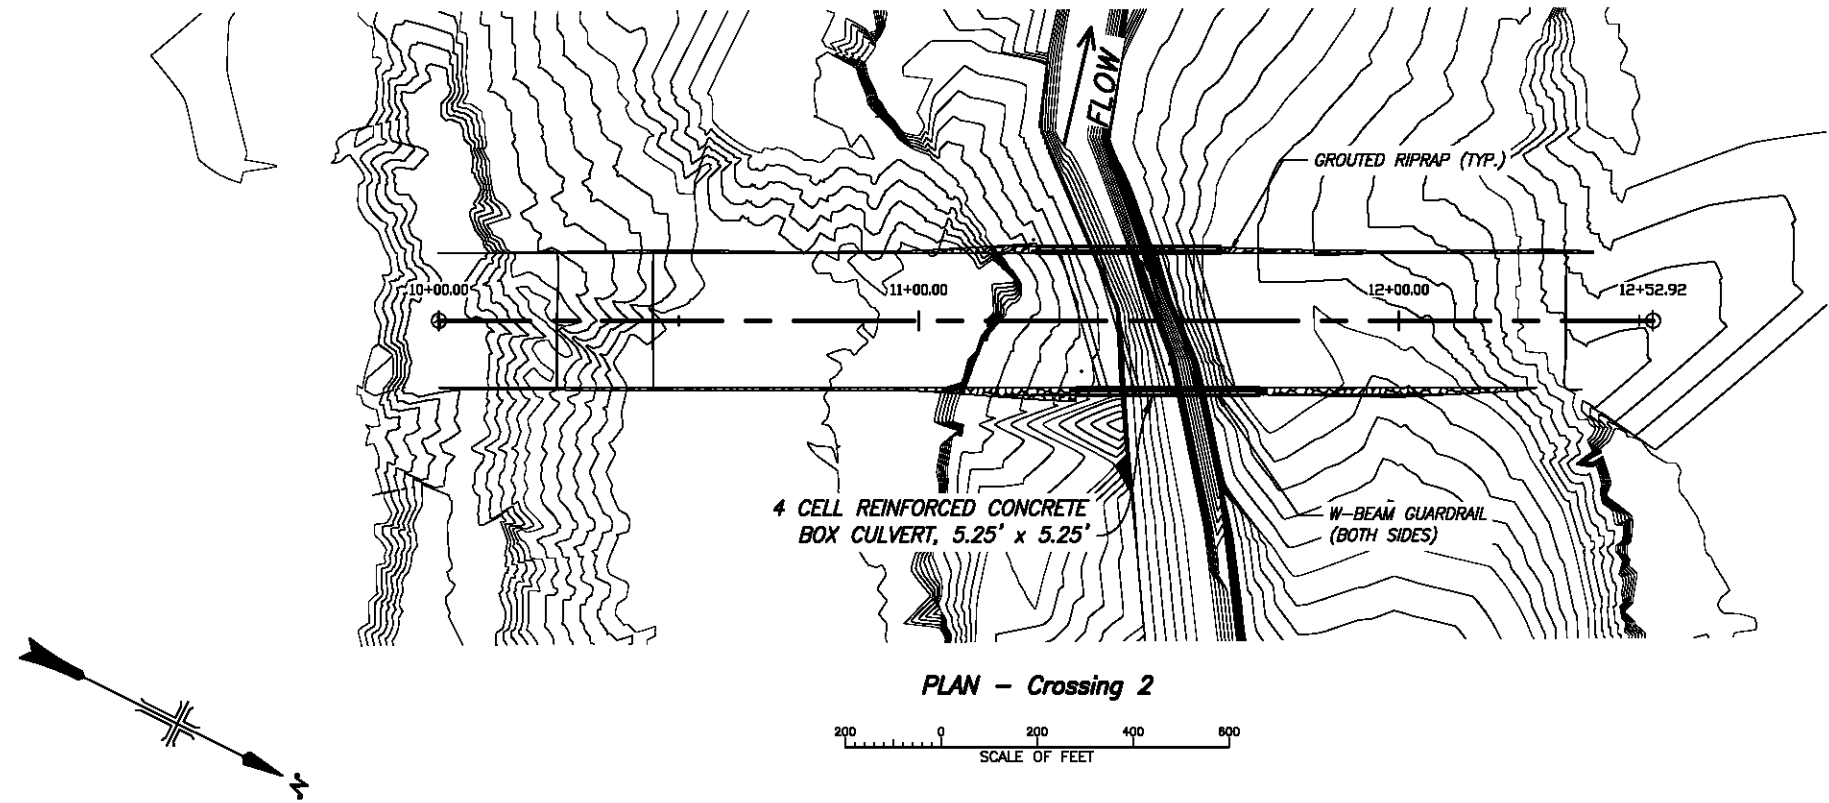 FLOW
GROUTED RIPRAP (TYP.)
10+00.00
11+00.00
12+00.00
12+52.92
4 CELL REINFORCED CONCRETE
BOX CULVERT, 5.25' x 5.25'
W-BEAM GUARDRAIL
(BOTH SIDES)
PLAN - Crossing 2
200 0 200 400 600
SCALE OF FEET
N